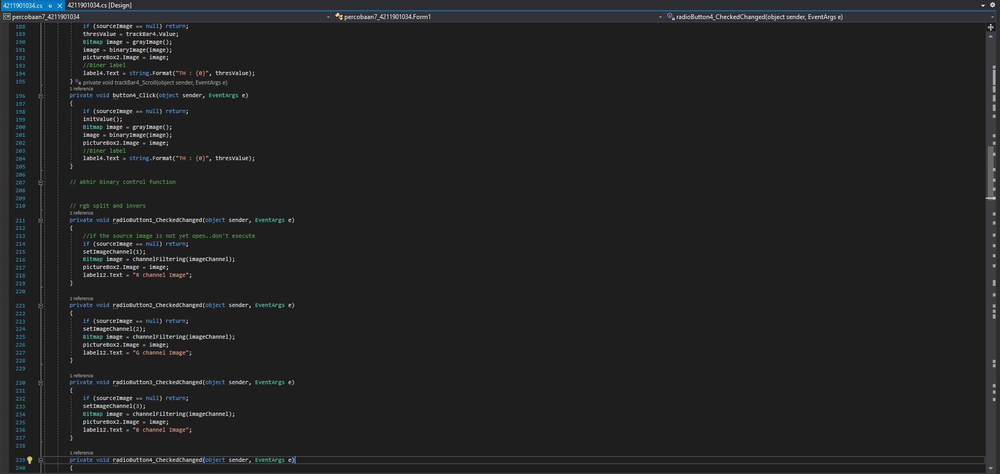 4211901034.cs
4211901034.cs [Design]
C# percobaan7_4211901034
percobaan7_4211901034.Form1
radioButton4_CheckedChanged(object sender, EventArgs e)
188 if (sourceImage == null) return;
189 thresValue = trackBar4.Value;
190 Bitmap image = grayImage();
191 image = binaryImage(image);
192 pictureBox2.Image = image;
193 //Biner label
194 label4.Text = string.Format("TH : {0}", thresValue);
195 } private void trackBar4_Scroll(object sender, EventArgs e)
1 reference
196 private void button4_Click(object sender, EventArgs e)
197 {
198 if (sourceImage == null) return;
199 initValue();
200 Bitmap image = grayImage();
201 image = binaryImage(image);
202 pictureBox2.Image = image;
203 //Biner label
204 label4.Text = string.Format("TH : {0}", thresValue);
205 }
206
207 // akhir binary control function
208
209
210 // rgb split and invers
1 reference
211 private void radioButton1_CheckedChanged(object sender, EventArgs e)
212 {
213 //if the source image is not yet open..don't execute
214 if (sourceImage == null) return;
215 setImageChannel(1);
216 Bitmap image = channelFiltering(imageChannel);
217 pictureBox2.Image = image;
218 label12.Text = "R channel Image";
219 }
220
1 reference
221 private void radioButton2_CheckedChanged(object sender, EventArgs e)
222 {
223 if (sourceImage == null) return;
224 setImageChannel(2);
225 Bitmap image = channelFiltering(imageChannel);
226 pictureBox2.Image = image;
227 label12.Text = "G channel Image";
228 }
229
1 reference
230 private void radioButton3_CheckedChanged(object sender, EventArgs e)
231 {
232 if (sourceImage == null) return;
233 setImageChannel(3);
234 Bitmap image = channelFiltering(imageChannel);
235 pictureBox2.Image = image;
236 label12.Text = "B channel Image";
237 }
238
1 reference
239 private void radioButton4_CheckedChanged(object sender, EventArgs e)
240 {